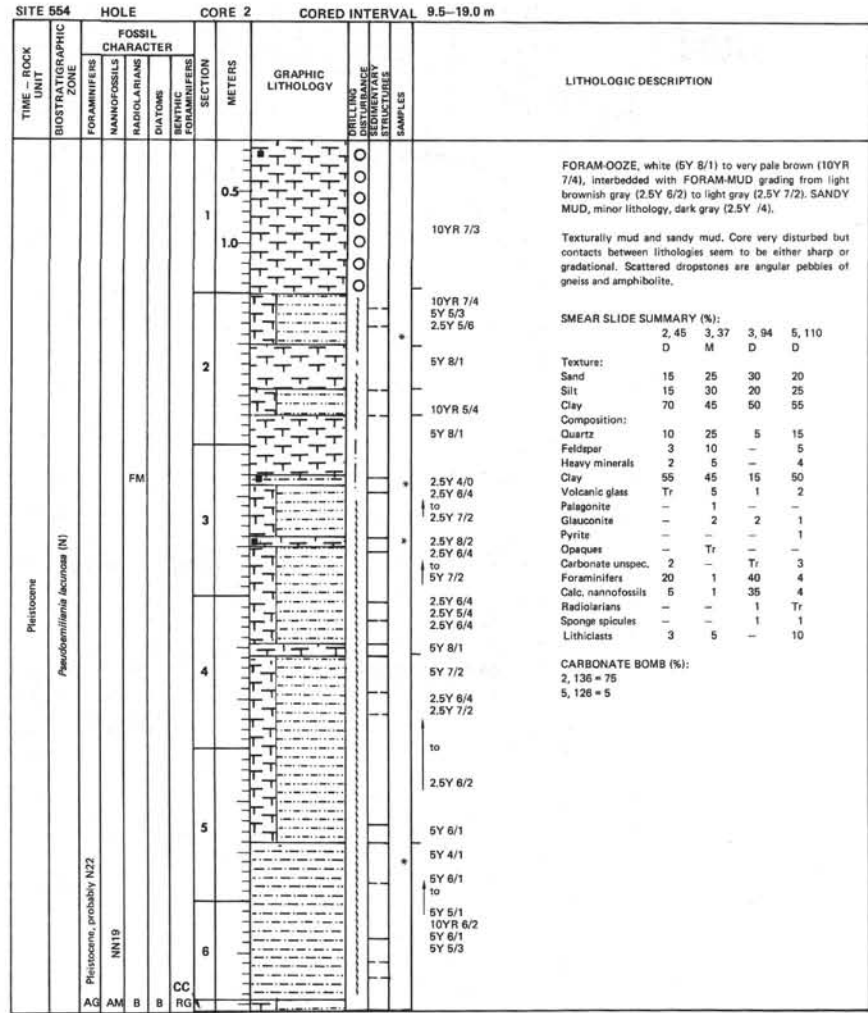 SITE 554 HOLE CORE 2 CORED INTERVAL 9.5–19.0 m
TIME – ROCK UNIT
BIOSTRATIGRAPHIC ZONE
FOSSIL CHARACTER
FORAMINIFERS
NANNOFOSSILS
RADIOLARIANS
DIATOMS
BENTHIC FORAMINIFERS
SECTION
METERS
GRAPHIC LITHOLOGY
DRILLING DISTURBANCE
SEDIMENTARY STRUCTURES
SAMPLES
LITHOLOGIC DESCRIPTION
Pleistocene
Pseudoemiliania lacunosa (N)
Pleistocene, probably N22
NN19
FM
AG AM B B RG
CC
1
0.5
1.0
2
3
4
5
6
10YR 7/3
10YR 7/4
5Y 5/3
2.5Y 5/6
*
5Y 8/1
10YR 5/4
5Y 8/1
* 2.5Y 4/0
2.5Y 6/4
to
2.5Y 7/2
* 2.5Y 8/2
2.5Y 6/4
to
5Y 7/2
2.5Y 6/4
2.5Y 5/4
2.5Y 6/4
5Y 8/1
5Y 7/2
2.5Y 6/4
2.5Y 7/2
to
2.5Y 6/2
5Y 6/1
* 5Y 4/1
5Y 6/1
to
5Y 5/1
10YR 6/2
5Y 6/1
5Y 5/3
FORAM-OOZE, white (5Y 8/1) to very pale brown (10YR
7/4), interbedded with FORAM-MUD grading from light
brownish gray (2.5Y 6/2) to light gray (2.5Y 7/2). SANDY
MUD, minor lithology, dark gray (2.5Y /4).
Texturally mud and sandy mud. Core very disturbed but
contacts between lithologies seem to be either sharp or
gradational. Scattered dropstones are angular pebbles of
gneiss and amphibolite.
SMEAR SLIDE SUMMARY (%):
2, 45 3, 37 3, 94 5, 110
D M D D
Texture:
Sand 15 25 30 20
Silt 15 30 20 25
Clay 70 45 50 55
Composition:
Quartz 10 25 5 15
Feldspar 3 10 – 5
Heavy minerals 2 5 – 4
Clay 55 45 15 50
Volcanic glass Tr 5 1 2
Palagonite – 1 – –
Glauconite – 2 2 1
Pyrite – – – 1
Opaques – Tr – –
Carbonate unspec. 2 – Tr 3
Foraminifers 20 1 40 4
Calc. nannofossils 5 1 35 4
Radiolarians – – 1 Tr
Sponge spicules – – 1 1
Lithiclasts 3 5 – 10
CARBONATE BOMB (%):
2, 136 = 75
5, 126 = 5